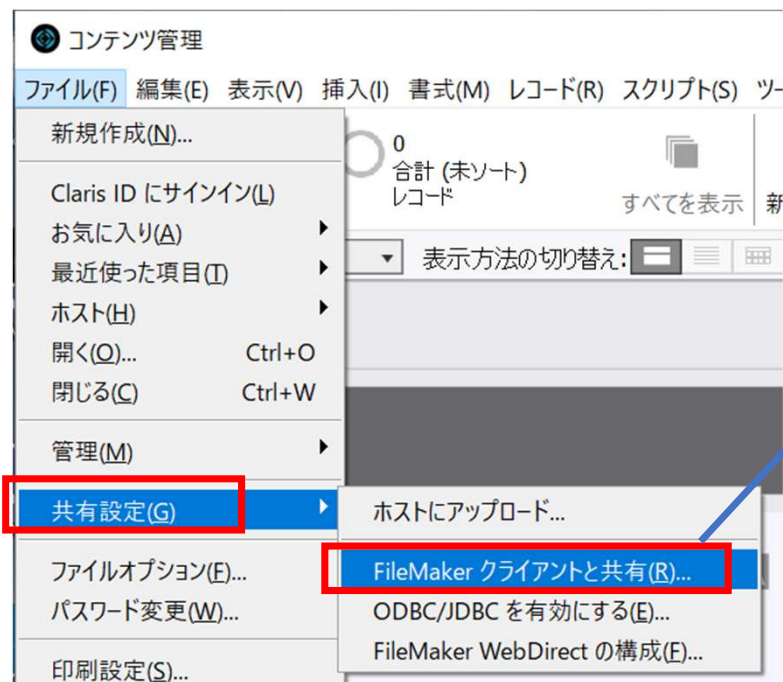 コンテンツ管理
ファイル(F) 編集(E) 表示(V) 挿入(I) 書式(M) レコード(R) スクリプト(S) ツー
新規作成(N)...
0
合計 (未ソート)
レコード
すべてを表示
新
Claris ID にサインイン(L)
お気に入り(A)
表示方法の切り替え:
最近使った項目(T)
ホスト(H)
開く(O)... Ctrl+O
閉じる(C) Ctrl+W
管理(M)
共有設定(G)
ホストにアップロード...
ファイルオプション(F)...
FileMaker クライアントと共有(R)...
パスワード変更(W)...
ODBC/JDBC を有効にする(E)...
FileMaker WebDirect の構成(F)...
印刷設定(S)...